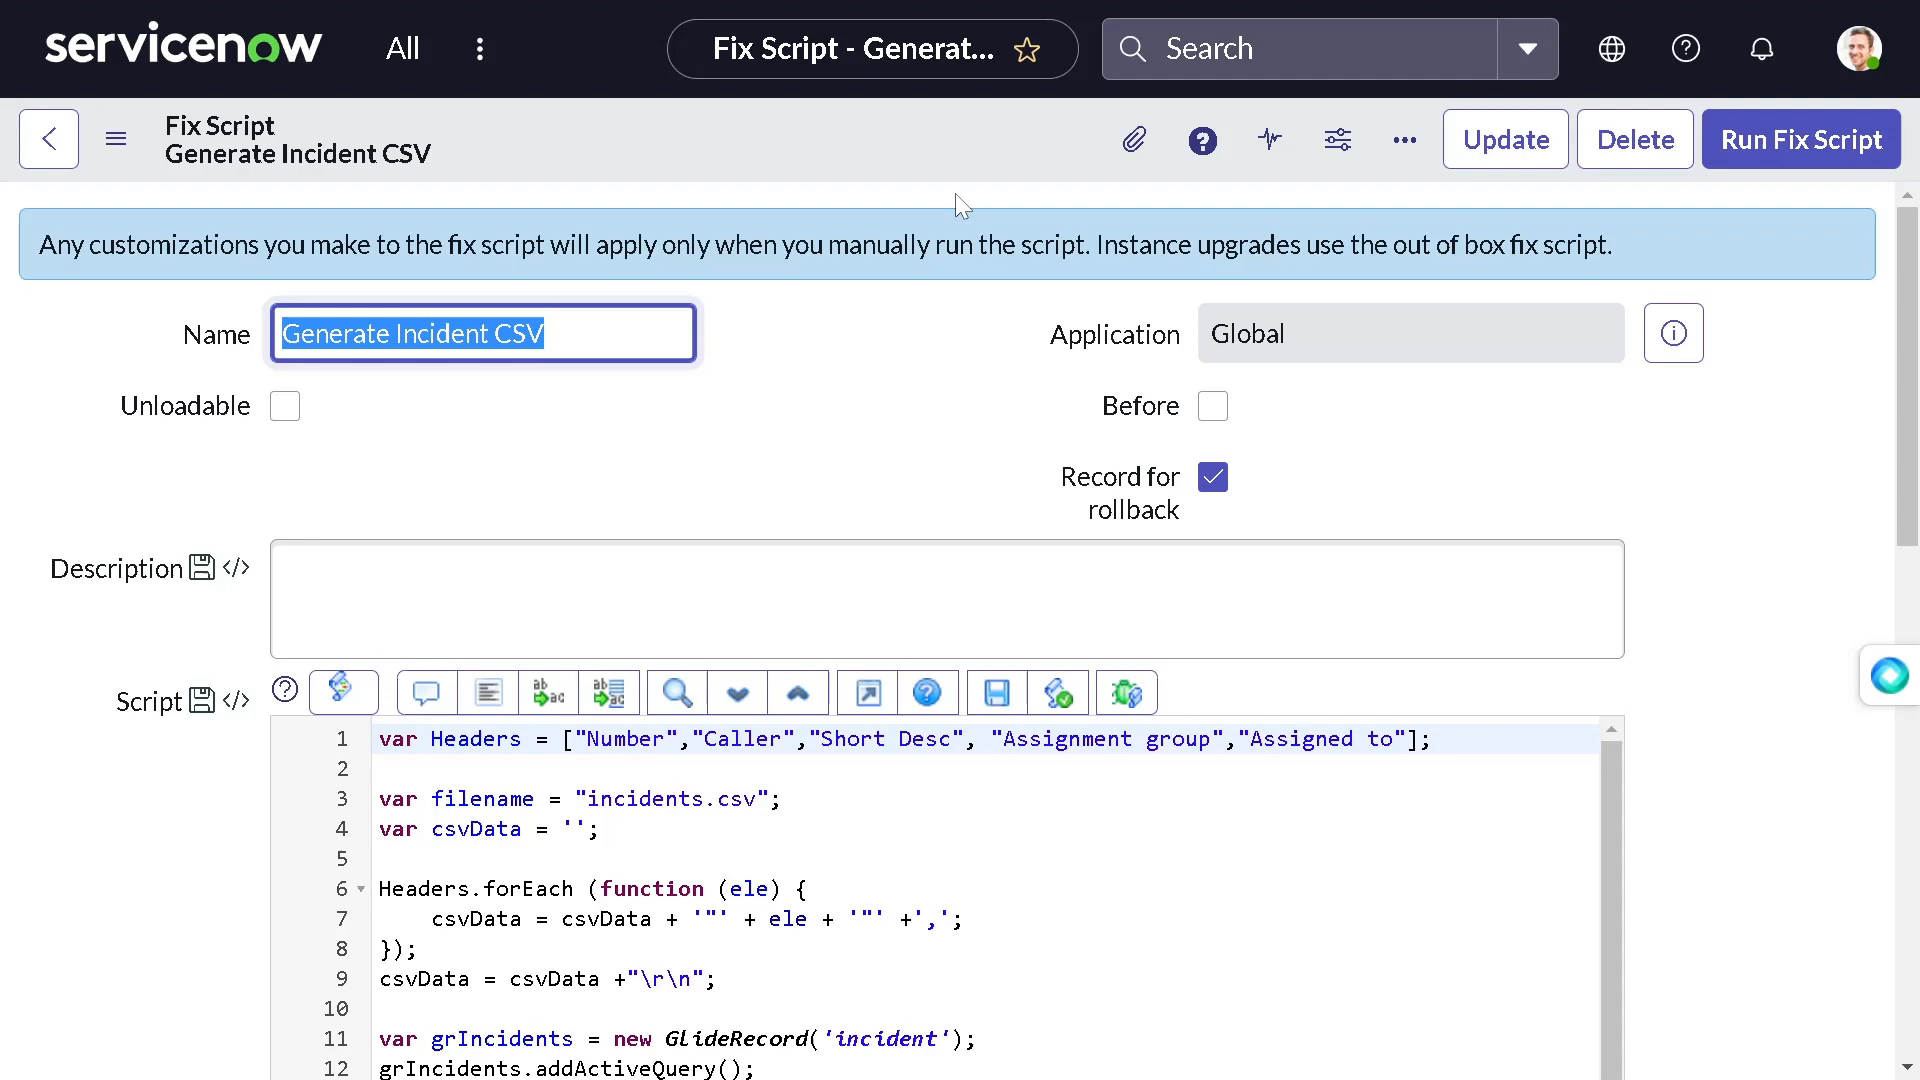 servicenow All Fix Script - Generat... Search
Fix Script
Generate Incident CSV
Update Delete Run Fix Script
Any customizations you make to the fix script will apply only when you manually run the script. Instance upgrades use the out of box fix script.
Name Generate Incident CSV Application Global
Unloadable Before
Record for
rollback
Description </>
Script </>
1 var Headers = ["Number","Caller","Short Desc", "Assignment group","Assigned to"];
2
3 var filename = "incidents.csv";
4 var csvData = '';
5
6 Headers.forEach (function (ele) {
7 csvData = csvData + '"' + ele + '"' +',';
8 });
9 csvData = csvData +"\r\n";
10
11 var grIncidents = new GlideRecord('incident');
12 grIncidents.addActiveQuery();